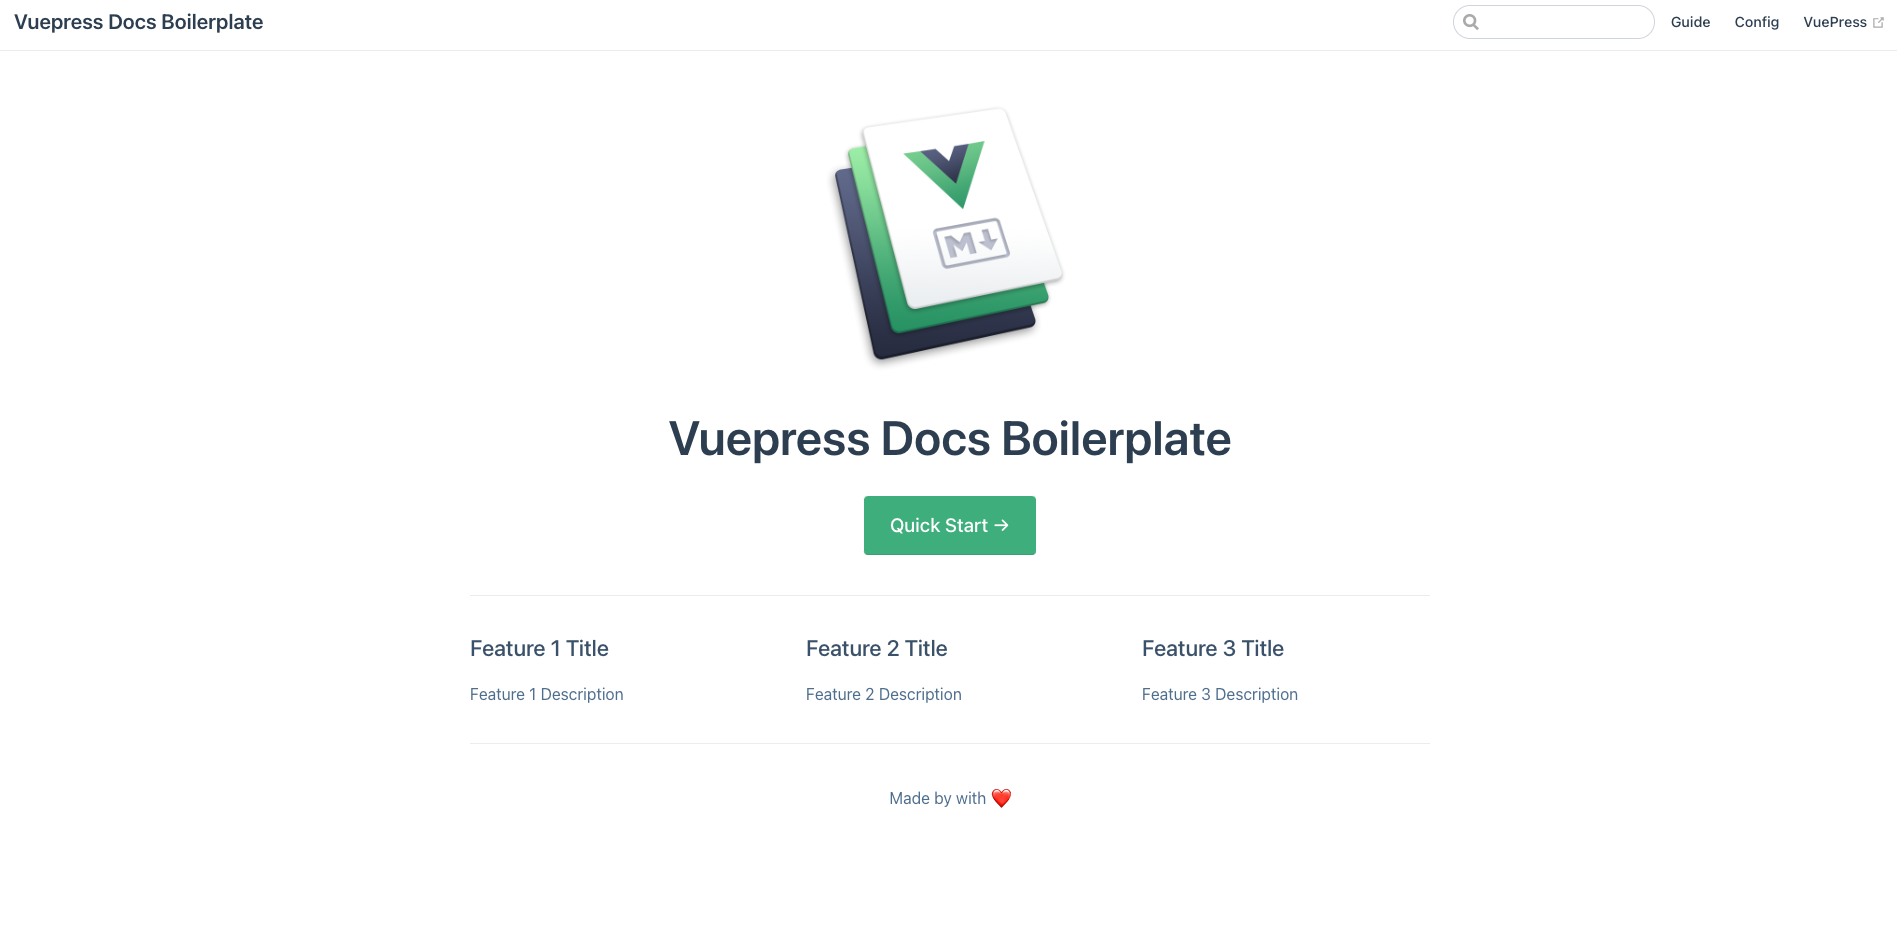 Vuepress Docs Boilerplate
Guide Config VuePress
M
Vuepress Docs Boilerplate
Quick Start →
Feature 1 Title Feature 2 Title Feature 3 Title
Feature 1 Description Feature 2 Description Feature 3 Description
Made by with ❤️